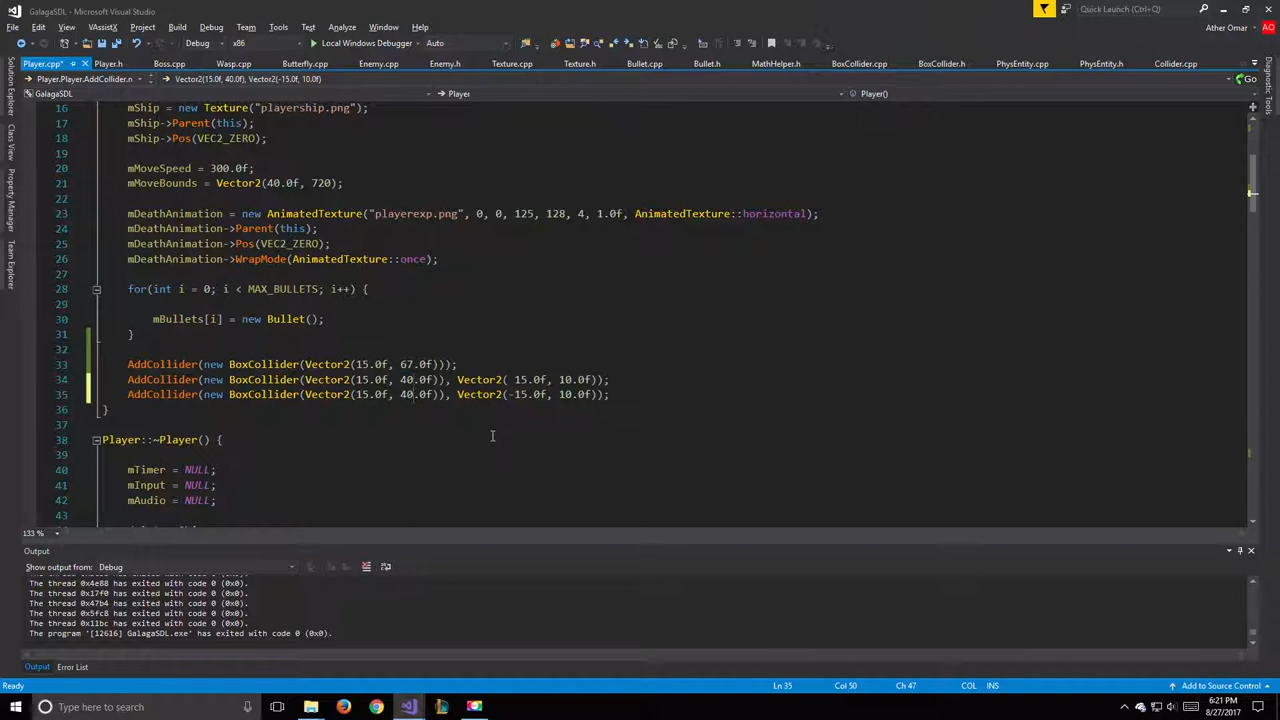 GalagaSDL - Microsoft Visual Studio
Quick Launch (Ctrl+Q)
File Edit View VAssistX Project Build Debug Team Tools Test Analyze Window Help
Ather Omar AO
Debug x86 Local Windows Debugger Auto
Player.cpp* Player.h Boss.cpp Wasp.cpp Butterfly.cpp Enemy.cpp Enemy.h Texture.cpp Texture.h Bullet.cpp Bullet.h MathHelper.h BoxCollider.cpp BoxCollider.h PhysEntity.cpp PhysEntity.h Collider.cpp
Player.Player.AddCollider.n Vector2(15.0f, 40.0f), Vector2(-15.0f, 10.0f) Go
GalagaSDL Player Player()
Solution Explorer
Class View
Property Manager
Team Explorer
Diagnostic Tools
16 mShip = new Texture("playership.png");
17 mShip->Parent(this);
18 mShip->Pos(VEC2_ZERO);
19
20 mMoveSpeed = 300.0f;
21 mMoveBounds = Vector2(40.0f, 720);
22
23 mDeathAnimation = new AnimatedTexture("playerexp.png", 0, 0, 125, 128, 4, 1.0f, AnimatedTexture::horizontal);
24 mDeathAnimation->Parent(this);
25 mDeathAnimation->Pos(VEC2_ZERO);
26 mDeathAnimation->WrapMode(AnimatedTexture::once);
27
28 for(int i = 0; i < MAX_BULLETS; i++) {
29
30 mBullets[i] = new Bullet();
31 }
32
33 AddCollider(new BoxCollider(Vector2(15.0f, 67.0f)));
34 AddCollider(new BoxCollider(Vector2(15.0f, 40.0f)), Vector2( 15.0f, 10.0f));
35 AddCollider(new BoxCollider(Vector2(15.0f, 40.0f)), Vector2(-15.0f, 10.0f));
36 }
37
38 Player::~Player() {
39
40 mTimer = NULL;
41 mInput = NULL;
42 mAudio = NULL;
43
133 %
Output
Show output from: Debug
The thread 0x4e88 has exited with code 0 (0x0).
The thread 0x17f0 has exited with code 0 (0x0).
The thread 0x47b4 has exited with code 0 (0x0).
The thread 0x5fc8 has exited with code 0 (0x0).
The thread 0x11bc has exited with code 0 (0x0).
The program '[12616] GalagaSDL.exe' has exited with code 0 (0x0).
Output Error List
Ready Ln 35 Col 50 Ch 47 COL INS Add to Source Control
Type here to search
6:21 PM
8/27/2017